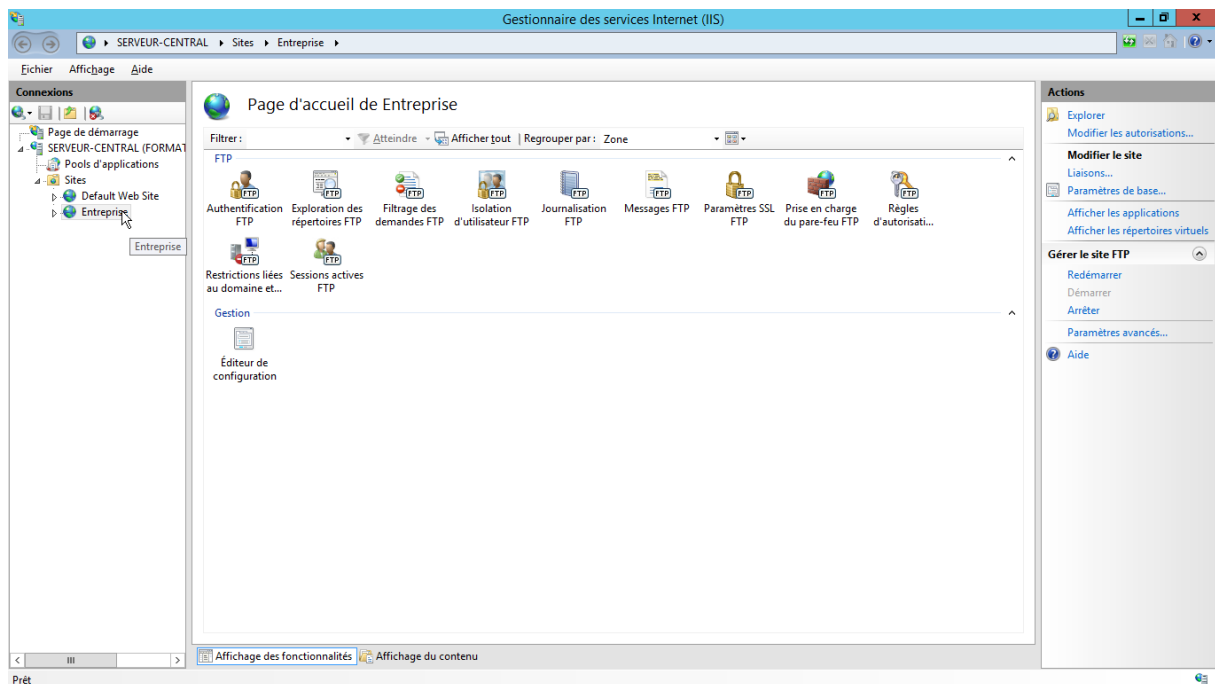 Gestionnaire des services Internet (IIS)
SERVEUR-CENTRAL Sites Entreprise
Fichier Affichage Aide
Connexions
Page de démarrage
SERVEUR-CENTRAL (FORMAT
Pools d'applications
Sites
Default Web Site
Entreprise
Entreprise
Page d'accueil de Entreprise
Filtrer : Atteindre Afficher tout Regrouper par : Zone
FTP
Authentification FTP
Exploration des répertoires FTP
Filtrage des demandes FTP
Isolation d'utilisateur FTP
Journalisation FTP
Messages FTP
Paramètres SSL FTP
Prise en charge du pare-feu FTP
Règles d'autorisati...
Restrictions liées au domaine et...
Sessions actives FTP
Gestion
Éditeur de configuration
Affichage des fonctionnalités Affichage du contenu
Actions
Explorer
Modifier les autorisations...
Modifier le site
Liaisons...
Paramètres de base...
Afficher les applications
Afficher les répertoires virtuels
Gérer le site FTP
Redémarrer
Démarrer
Arrêter
Paramètres avancés...
Aide
Prêt